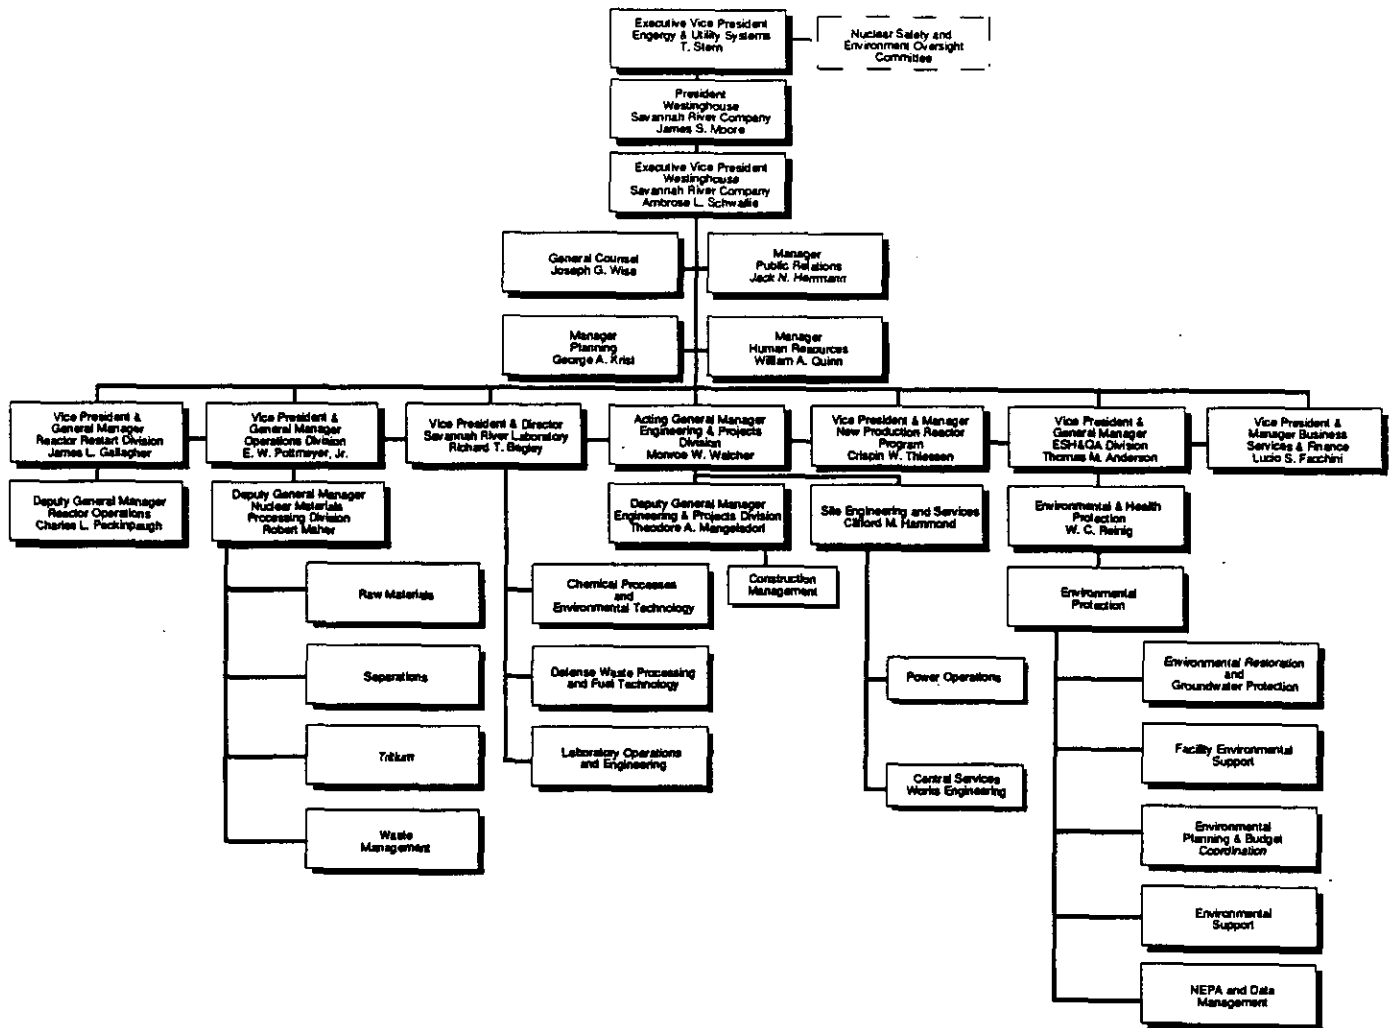 Executive Vice President
Engergy & Utility Systems
T. Stern
Nuclear Safety and
Environment Oversight
Committee
President
Westinghouse
Savannah River Company
James S. Moore
Executive Vice President
Westinghouse
Savannah River Company
Ambrose L. Schwallie
General Counsel
Joseph G. Wise
Manager
Public Relations
Jack N. Herrmann
Manager
Planning
George A. Krist
Manager
Human Resources
William A. Quinn
Vice President &
General Manager
Reactor Restart Division
James L. Gallagher
Vice President &
General Manager
Operations Division
E. W. Pottmeyer, Jr.
Vice President & Director
Savannah River Laboratory
Richard T. Begley
Acting General Manager
Engineering & Projects
Division
Monroe W. Walcher
Vice President & Manager
New Production Reactor
Program
Crispin W. Thiessen
Vice President &
General Manager
ESH&QA Division
Thomas M. Anderson
Vice President &
Manager Business
Services & Finance
Lucio S. Facchini
Deputy General Manager
Reactor Operations
Charles L. Peckinpaugh
Deputy General Manager
Nuclear Materials
Processing Division
Robert Maher
Deputy General Manager
Engineering & Projects Division
Theodore A. Mangelsdorf
Site Engineering and Services
Clifford M. Hammond
Environmental & Health
Protection
W. C. Reinig
Raw Materials
Separations
Tritium
Waste
Management
Chemical Processes
and
Environmental Technology
Defense Waste Processing
and Fuel Technology
Laboratory Operations
and Engineering
Construction
Management
Power Operations
Central Services
Works Engineering
Environmental
Protection
Environmental Restoration
and
Groundwater Protection
Facility Environmental
Support
Environmental
Planning & Budget
Coordination
Environmental
Support
NEPA and Data
Management